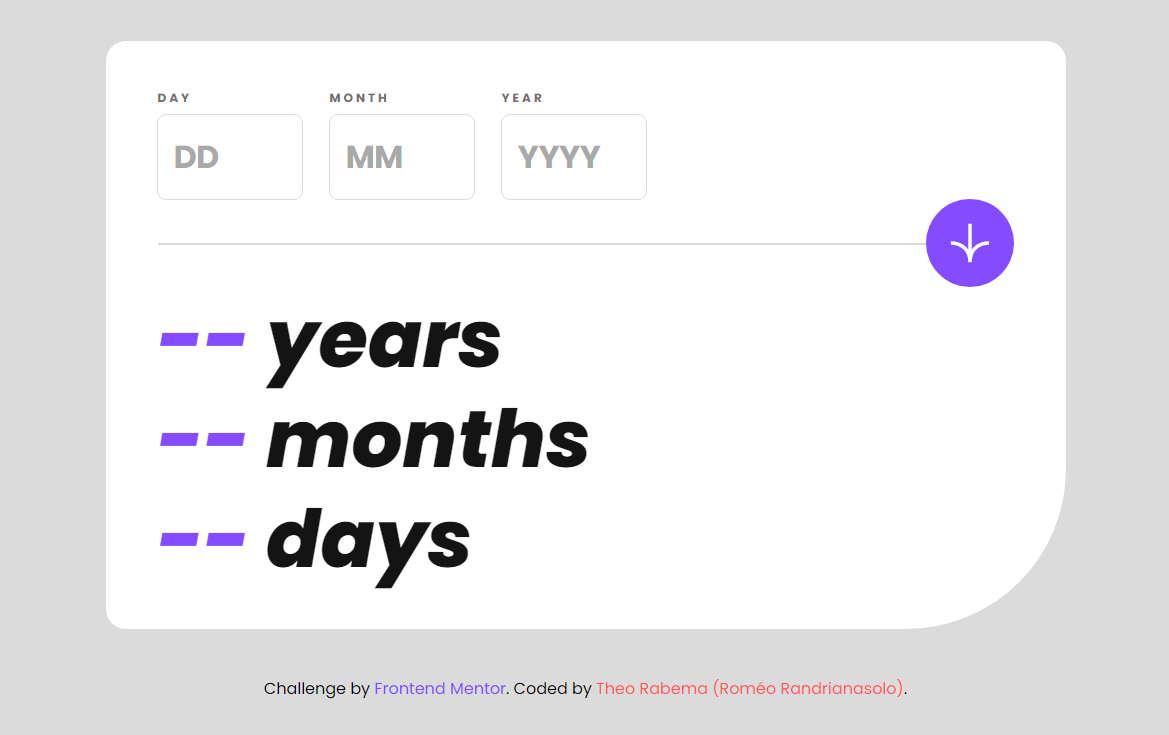 DAY MONTH YEAR
DD MM YYYY
-- years
-- months
-- days
Challenge by Frontend Mentor. Coded by Theo Rabema (Roméo Randrianasolo).